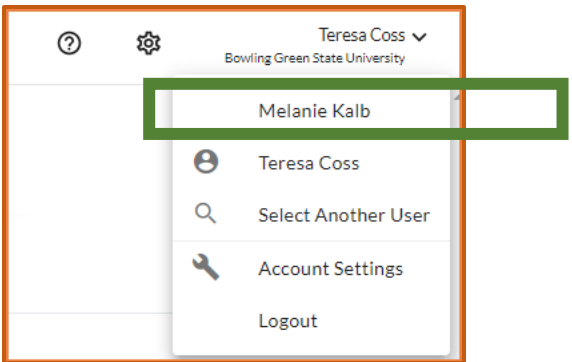 Teresa Coss
Bowling Green State University
Melanie Kalb
Teresa Coss
Select Another User
Account Settings
Logout